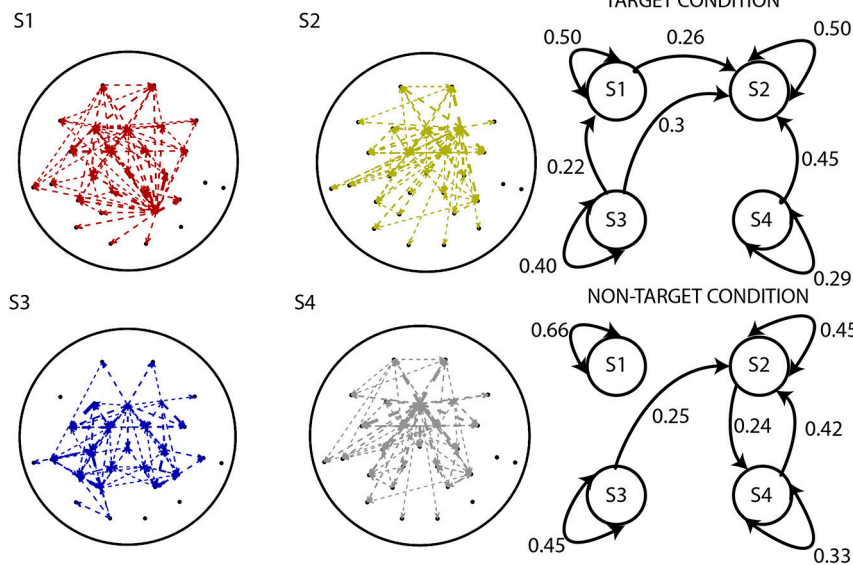 TARGET CONDITION
S1
S2
0.50
0.26
0.50
S1
S2
0.3
0.22
0.45
S3
S4
0.40
0.29
S3
S4
NON-TARGET CONDITION
0.66
0.45
S1
S2
0.25
0.24
0.42
S3
S4
0.45
0.33